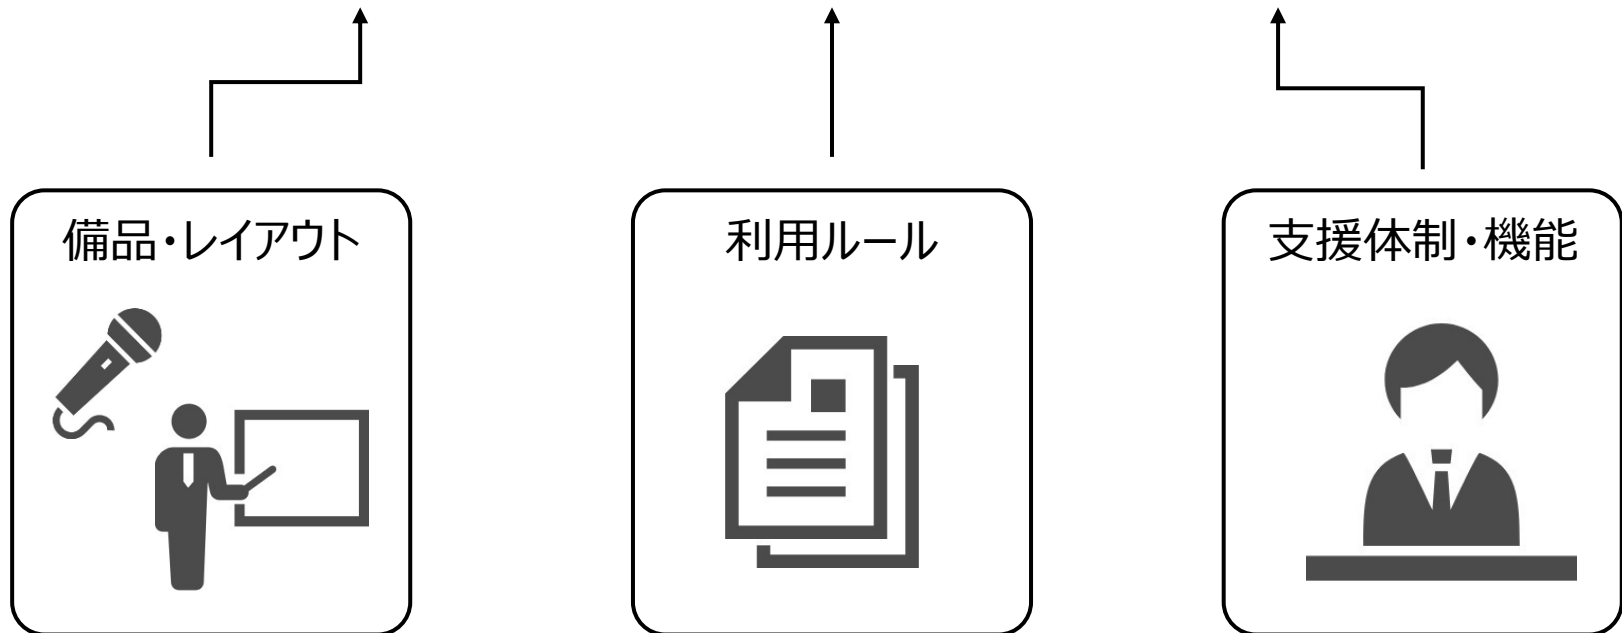 備品・レイアウト
利用ルール
支援体制・機能